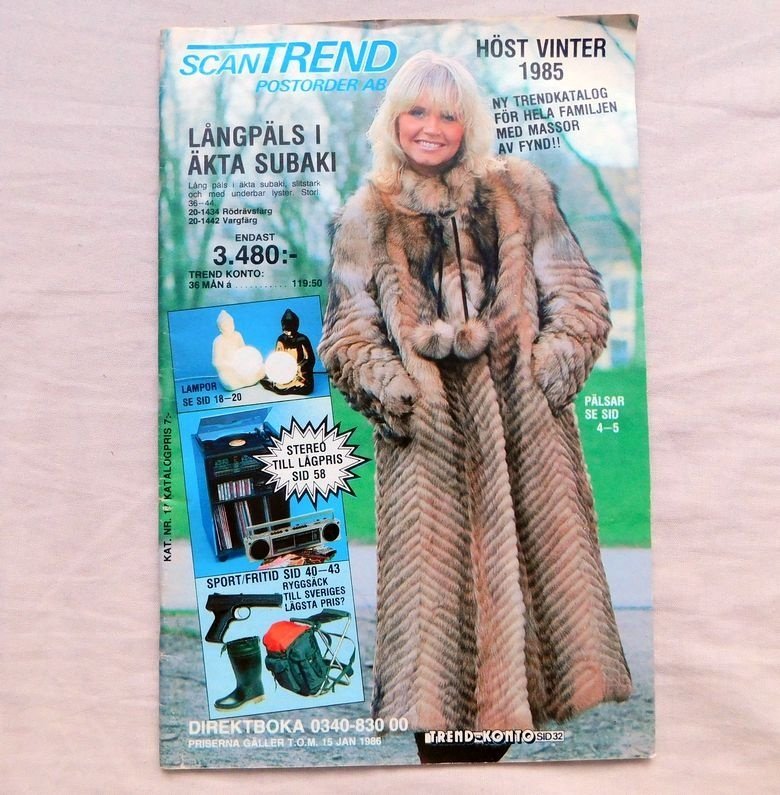 SCANTREND
POSTORDER AB
HÖST VINTER
1985
NY TRENDKATALOG
FÖR HELA FAMILJEN
MED MASSOR
AV FYND!!
LÅNGPÄLS I
ÄKTA SUBAKI
Lång päls i äkta subaki, slitstark
och med underbar lyster. Storl.
36–44.
20-1434 Rödrävsfärg
20-1442 Vargfärg
ENDAST
3.480:-
TREND KONTO:
36 MÅN á ........... 119:50
LAMPOR
SE SID 18–20
PÄLSAR
SE SID
4–5
STEREO
TILL LÅGPRIS
SID 58
KAT. NR. 17 KATALOGPRIS 7:-
SPORT/FRITID SID 40–43
RYGGSÄCK
TILL SVERIGES
LÄGSTA PRIS?
DIREKTBOKA 0340-830 00
PRISERNA GÄLLER T.O.M. 15 JAN 1986
TREND-KONTO SID 32